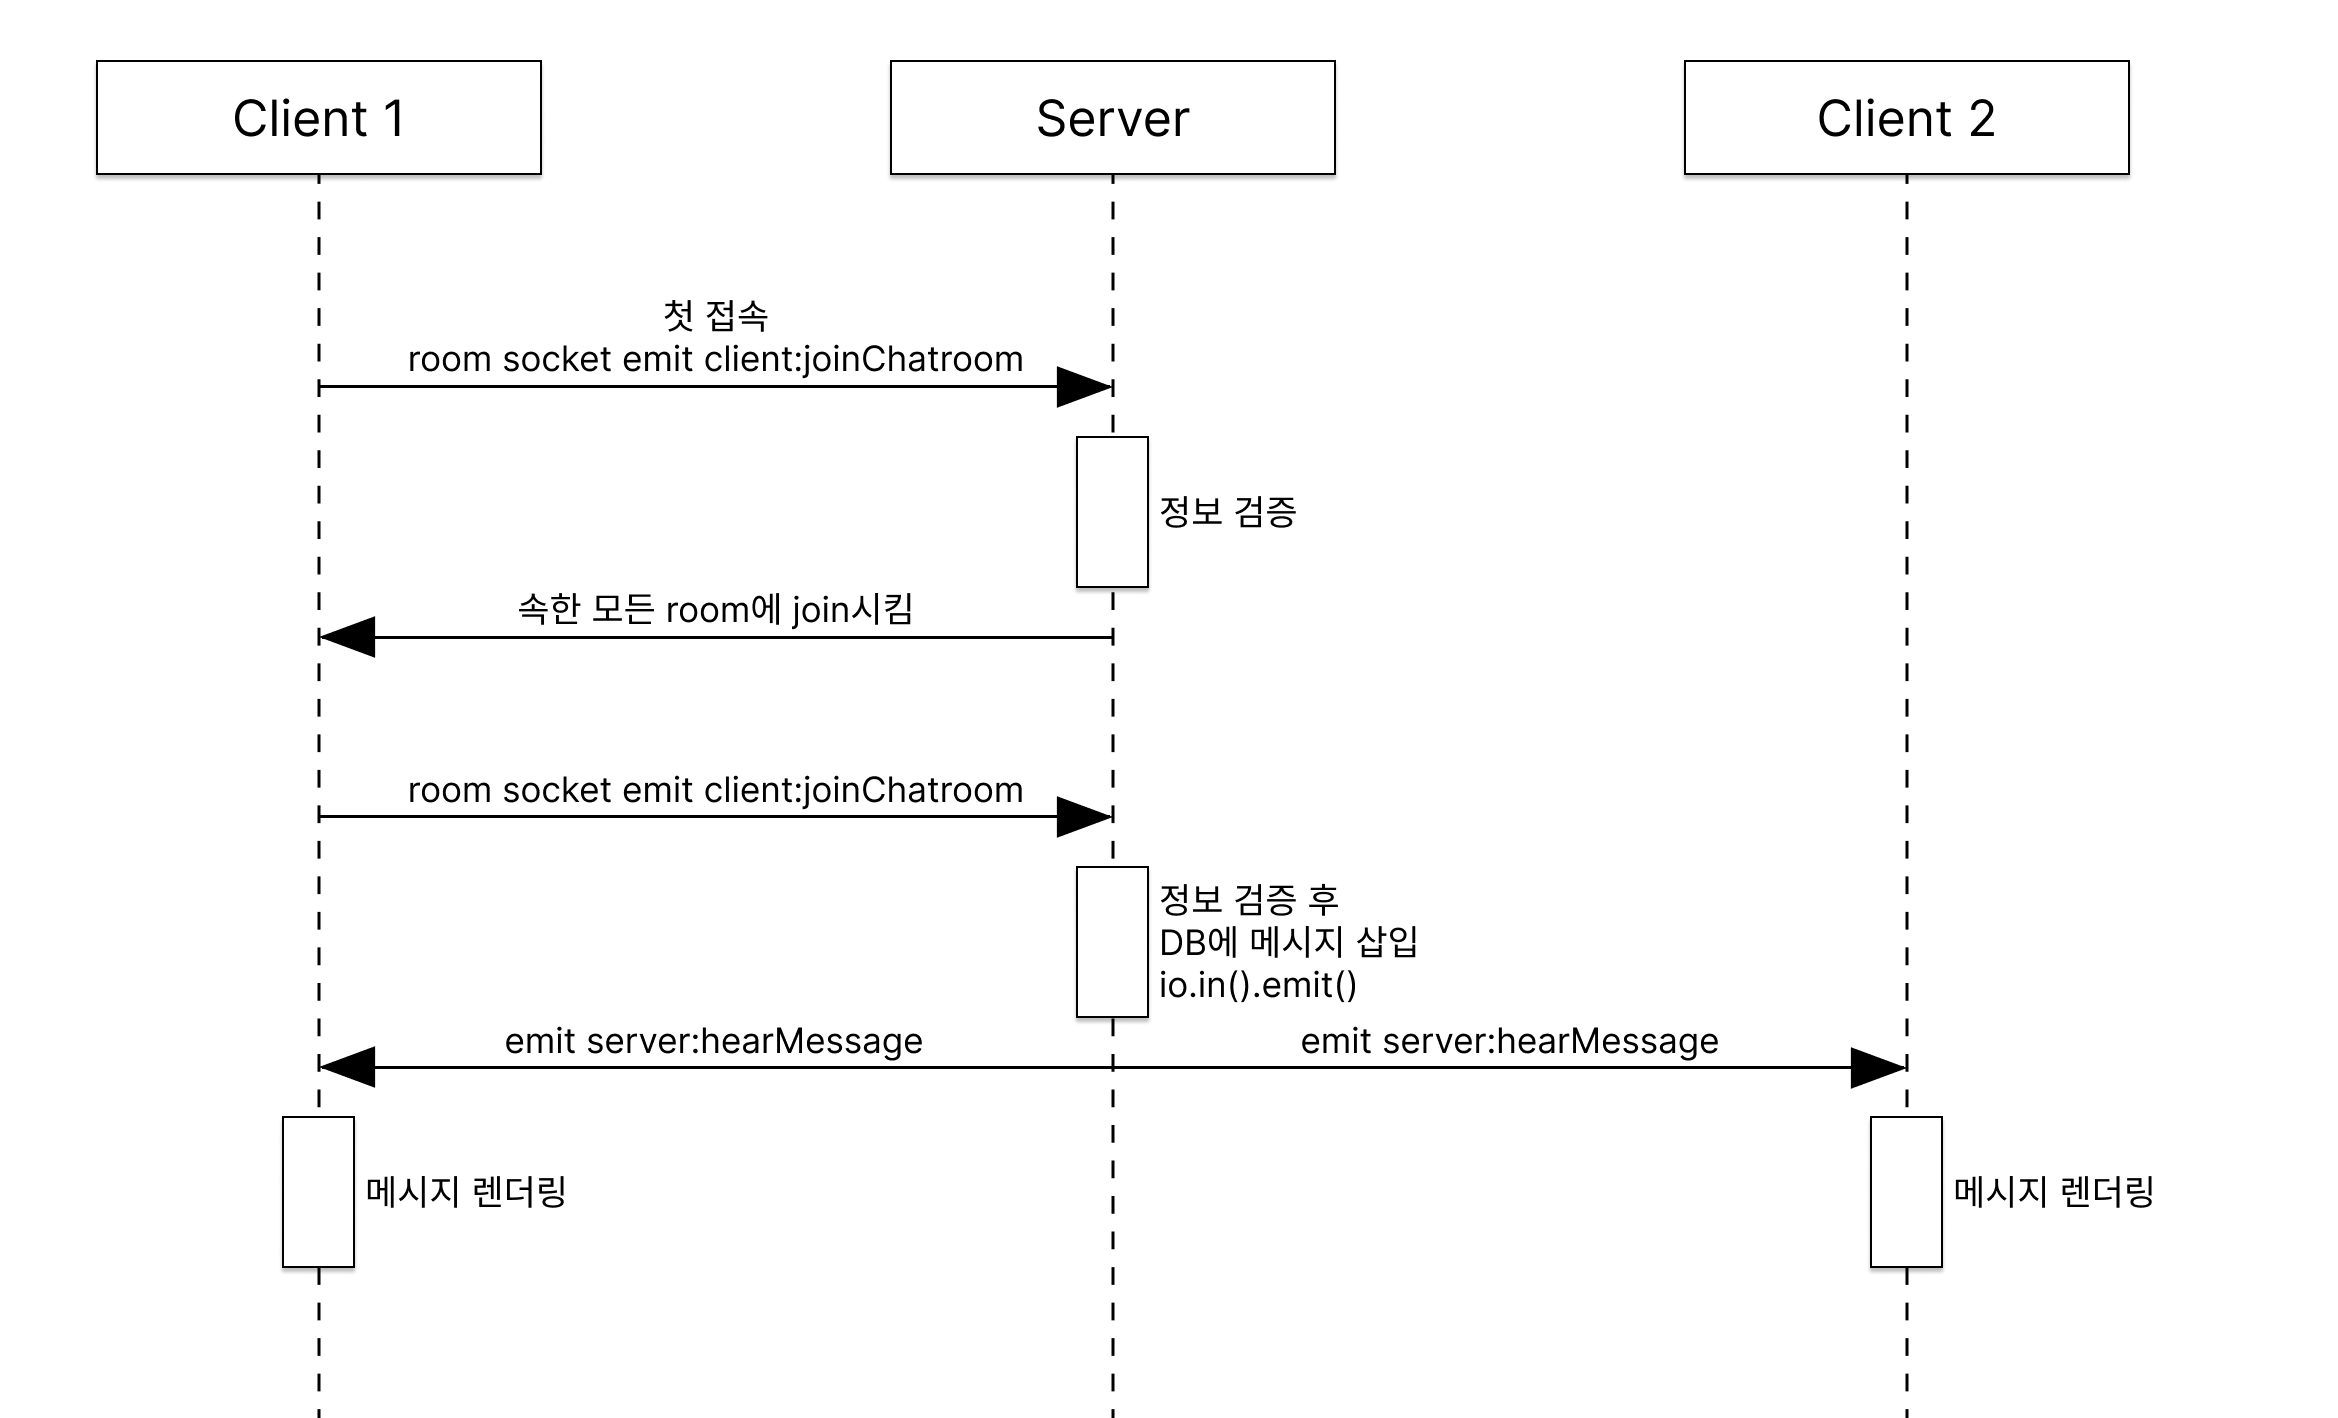 Client 1
Server
Client 2
첫 접속
room socket emit client:joinChatroom
정보 검증
속한 모든 room에 join시킴
room socket emit client:joinChatroom
정보 검증 후
DB에 메시지 삽입
io.in().emit()
emit server:hearMessage
emit server:hearMessage
메시지 렌더링
메시지 렌더링